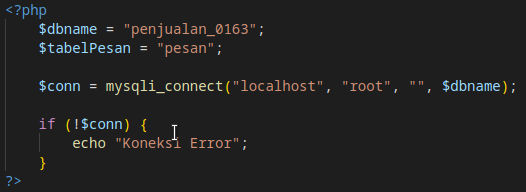 <?php
$dbname = "penjualan_0163";
$tabelPesan = "pesan";
$conn = mysqli_connect("localhost", "root", "", $dbname);
if (!$conn) {
echo "Koneksi Error";
}
?>